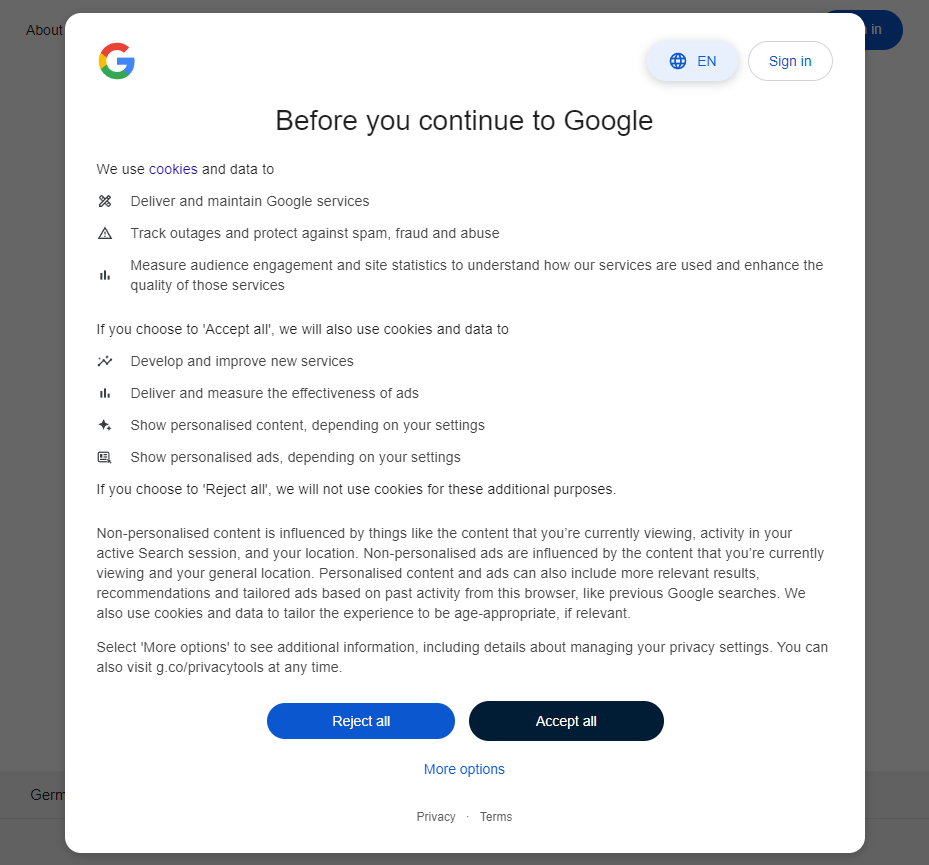 About
in
EN
Sign in
Before you continue to Google
We use cookies and data to
Deliver and maintain Google services
Track outages and protect against spam, fraud and abuse
Measure audience engagement and site statistics to understand how our services are used and enhance the
quality of those services
If you choose to 'Accept all', we will also use cookies and data to
Develop and improve new services
Deliver and measure the effectiveness of ads
Show personalised content, depending on your settings
Show personalised ads, depending on your settings
If you choose to 'Reject all', we will not use cookies for these additional purposes.
Non-personalised content is influenced by things like the content that you’re currently viewing, activity in your
active Search session, and your location. Non-personalised ads are influenced by the content that you’re currently
viewing and your general location. Personalised content and ads can also include more relevant results,
recommendations and tailored ads based on past activity from this browser, like previous Google searches. We
also use cookies and data to tailor the experience to be age-appropriate, if relevant.
Select 'More options' to see additional information, including details about managing your privacy settings. You can
also visit g.co/privacytools at any time.
Reject all
Accept all
More options
Germ
Privacy · Terms